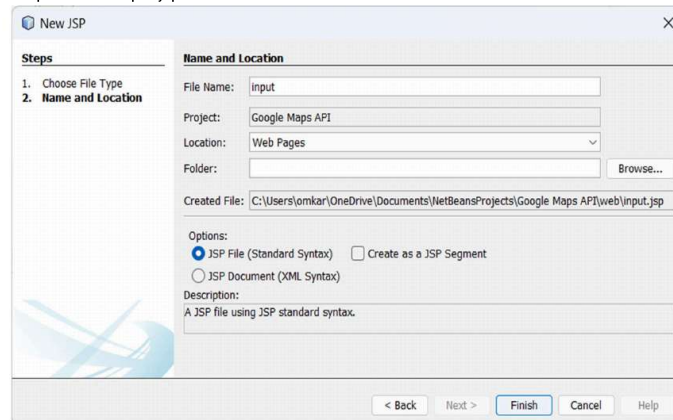 New JSP
Steps
1. Choose File Type
2. Name and Location
Name and Location
File Name: input
Project: Google Maps API
Location: Web Pages
Folder: Browse...
Created File: C:\Users\omkar\OneDrive\Documents\NetBeansProjects\Google Maps API\web\input.jsp
Options:
JSP File (Standard Syntax) Create as a JSP Segment
JSP Document (XML Syntax)
Description:
A JSP file using JSP standard syntax.
< Back Next > Finish Cancel Help